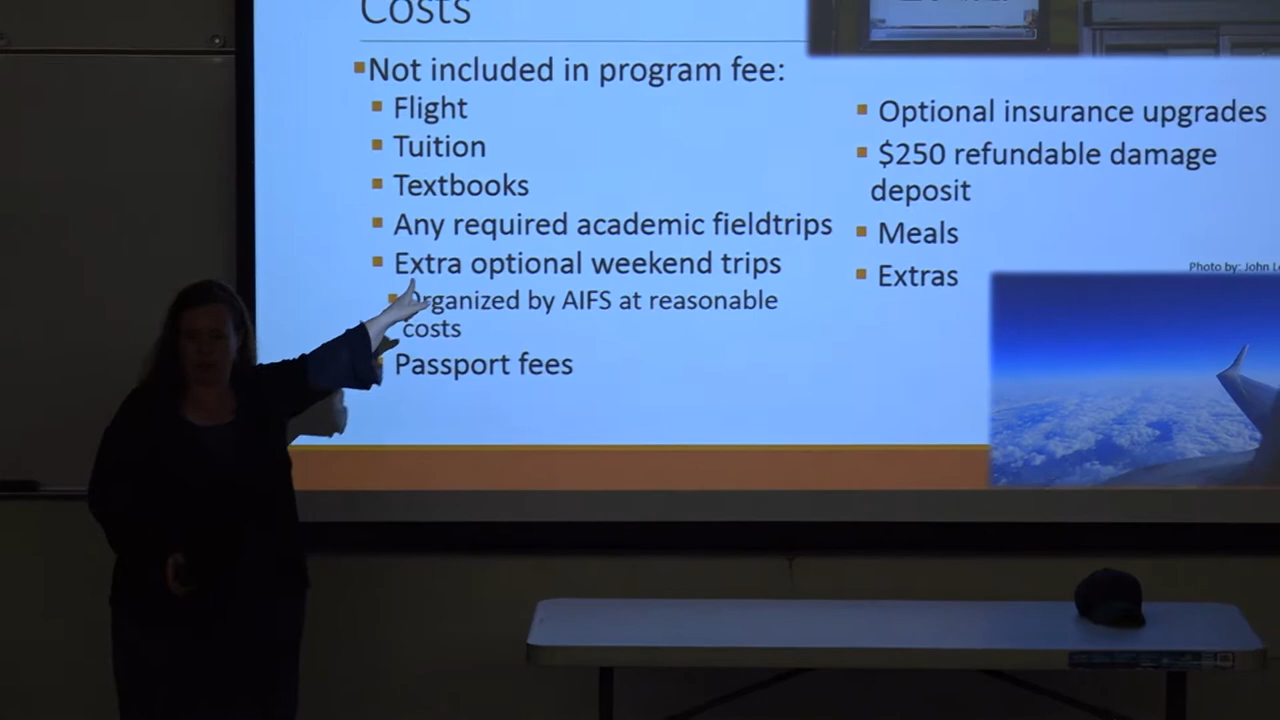 Costs
Not included in program fee:
Flight
Tuition
Textbooks
Any required academic fieldtrips
Extra optional weekend trips
Organized by AIFS at reasonable
costs
Passport fees
Optional insurance upgrades
$250 refundable damage
deposit
Meals
Extras
Photo by: John